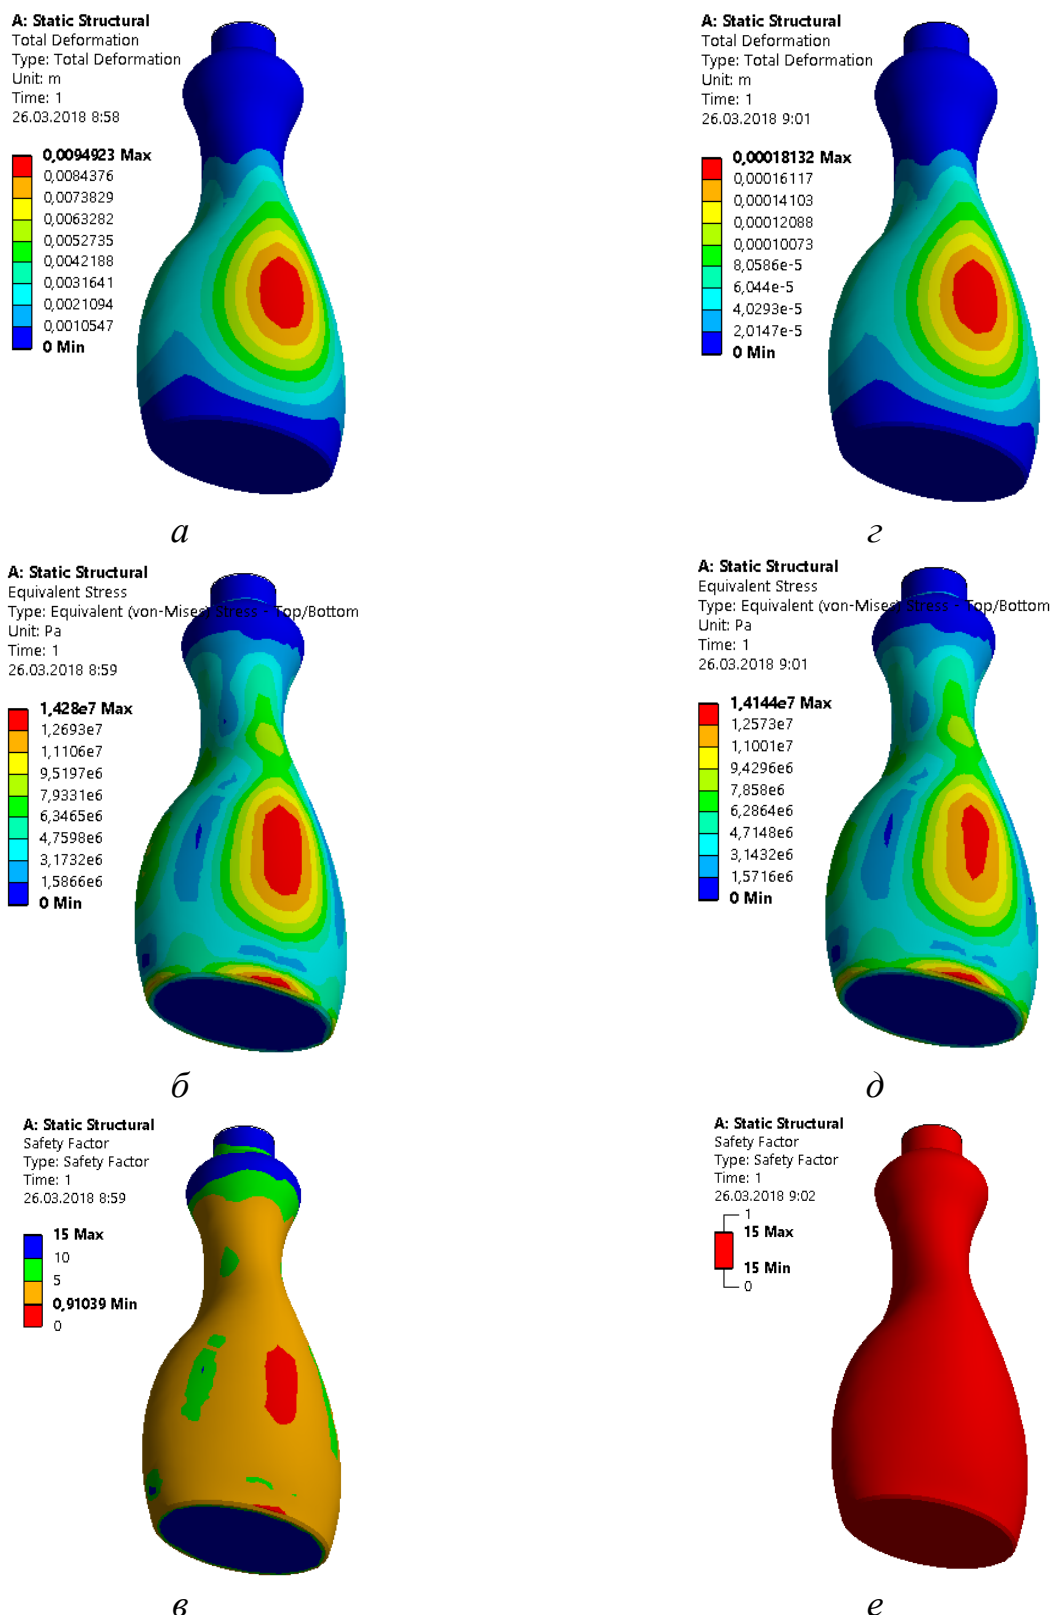 A: Static Structural
Total Deformation
Type: Total Deformation
Unit: m
Time: 1
26.03.2018 8:58
0,0094923 Max
0,0084376
0,0073829
0,0063282
0,0052735
0,0042188
0,0031641
0,0021094
0,0010547
0 Min
а
A: Static Structural
Total Deformation
Type: Total Deformation
Unit: m
Time: 1
26.03.2018 9:01
0,00018132 Max
0,00016117
0,00014103
0,00012088
0,00010073
8,0586e-5
6,044e-5
4,0293e-5
2,0147e-5
0 Min
г
A: Static Structural
Equivalent Stress
Type: Equivalent (von-Mises) Stress - Top/Bottom
Unit: Pa
Time: 1
26.03.2018 8:59
1,428e7 Max
1,2693e7
1,1106e7
9,5197e6
7,9331e6
6,3465e6
4,7598e6
3,1732e6
1,5866e6
0 Min
б
A: Static Structural
Equivalent Stress
Type: Equivalent (von-Mises) Stress - Top/Bottom
Unit: Pa
Time: 1
26.03.2018 9:01
1,4144e7 Max
1,2573e7
1,1001e7
9,4296e6
7,858e6
6,2864e6
4,7148e6
3,1432e6
1,5716e6
0 Min
д
A: Static Structural
Safety Factor
Type: Safety Factor
Time: 1
26.03.2018 8:59
15 Max
10
5
0,91039 Min
0
в
A: Static Structural
Safety Factor
Type: Safety Factor
Time: 1
26.03.2018 9:02
1
15 Max
15 Min
0
е